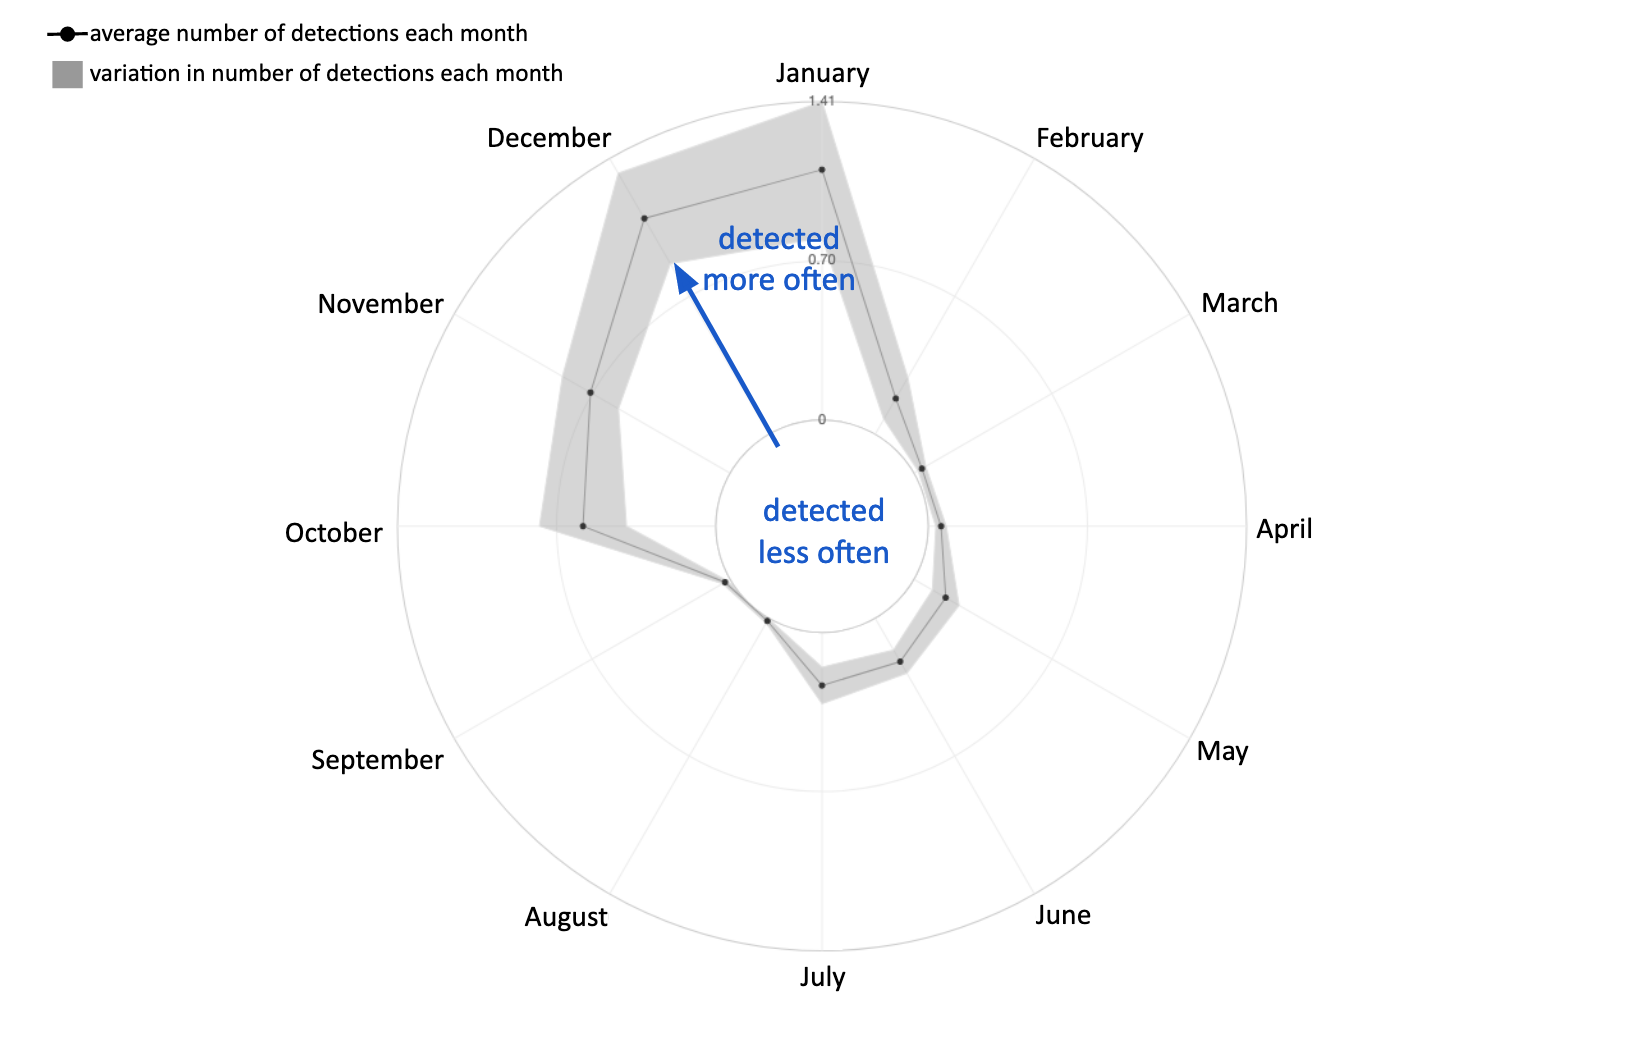 average number of detections each month
variation in number of detections each month
January
1.41
December
February
detected
0.70
more often
November
March
0
detected
October
April
less often
September
May
August
June
July